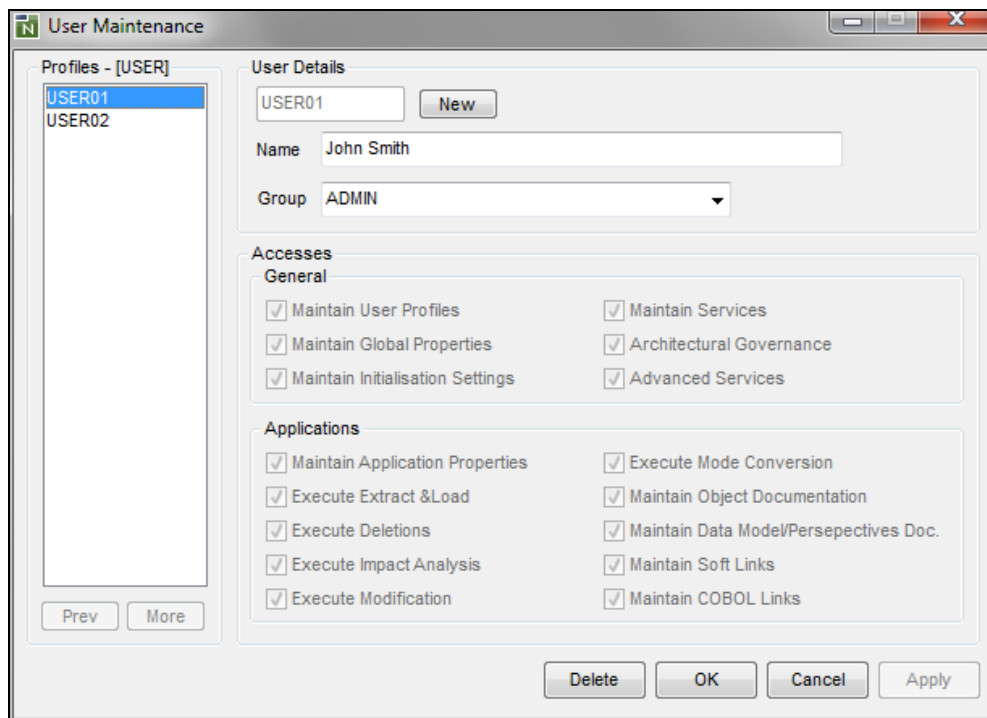 User Maintenance
Profiles - [USER]
USER01
USER02
Prev More
User Details
USER01 New
Name John Smith
Group ADMIN
Accesses
General
Maintain User Profiles Maintain Services
Maintain Global Properties Architectural Governance
Maintain Initialisation Settings Advanced Services
Applications
Maintain Application Properties Execute Mode Conversion
Execute Extract &Load Maintain Object Documentation
Execute Deletions Maintain Data Model/Persepectives Doc.
Execute Impact Analysis Maintain Soft Links
Execute Modification Maintain COBOL Links
Delete OK Cancel Apply